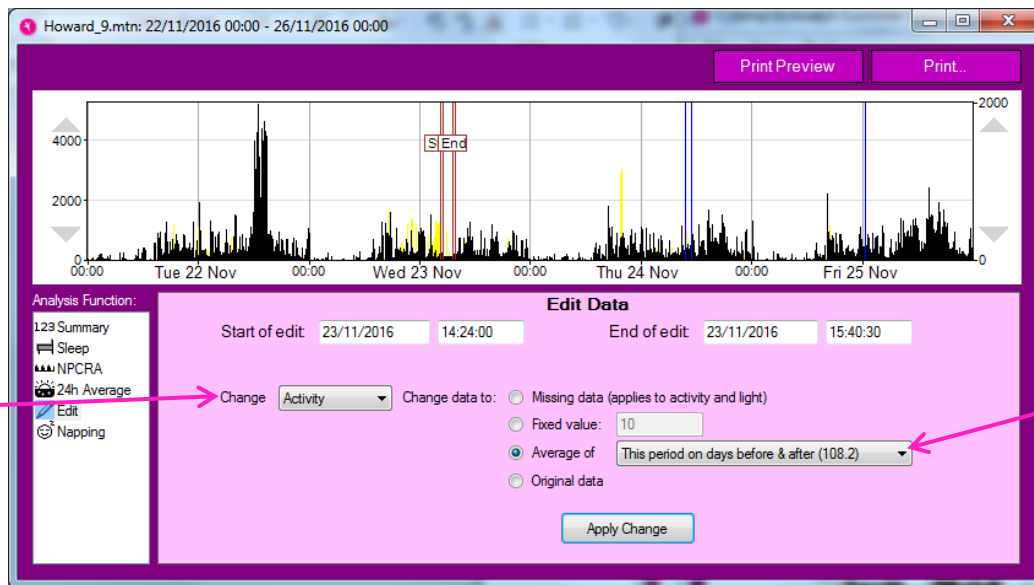 Howard_9.mtn: 22/11/2016 00:00 - 26/11/2016 00:00
Print Preview Print...
4000
2000
0
2000
0
S End
00:00 Tue 22 Nov 00:00 Wed 23 Nov 00:00 Thu 24 Nov 00:00 Fri 25 Nov
Analysis Function:
123 Summary
Sleep
NPCRA
24h Average
Edit
Napping
Edit Data
Start of edit: 23/11/2016 14:24:00 End of edit: 23/11/2016 15:40:30
Change Activity Change data to: Missing data (applies to activity and light)
Fixed value: 10
Average of This period on days before & after (108.2)
Original data
Apply Change